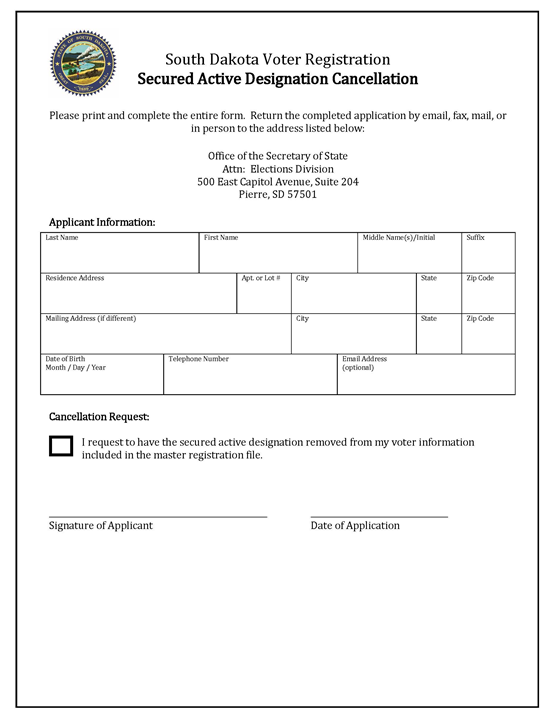 South Dakota Voter Registration
Secured Active Designation Cancellation
Please print and complete the entire form. Return the completed application by email, fax, mail, or
in person to the address listed below:
Office of the Secretary of State
Attn: Elections Division
500 East Capitol Avenue, Suite 204
Pierre, SD 57501
Applicant Information:
Last Name First Name Middle Name(s)/Initial Suffix
Residence Address Apt. or Lot # City State Zip Code
Mailing Address (if different) City State Zip Code
Date of Birth Telephone Number Email Address
Month / Day / Year (optional)
Cancellation Request:
I request to have the secured active designation removed from my voter information
included in the master registration file.
Signature of Applicant Date of Application